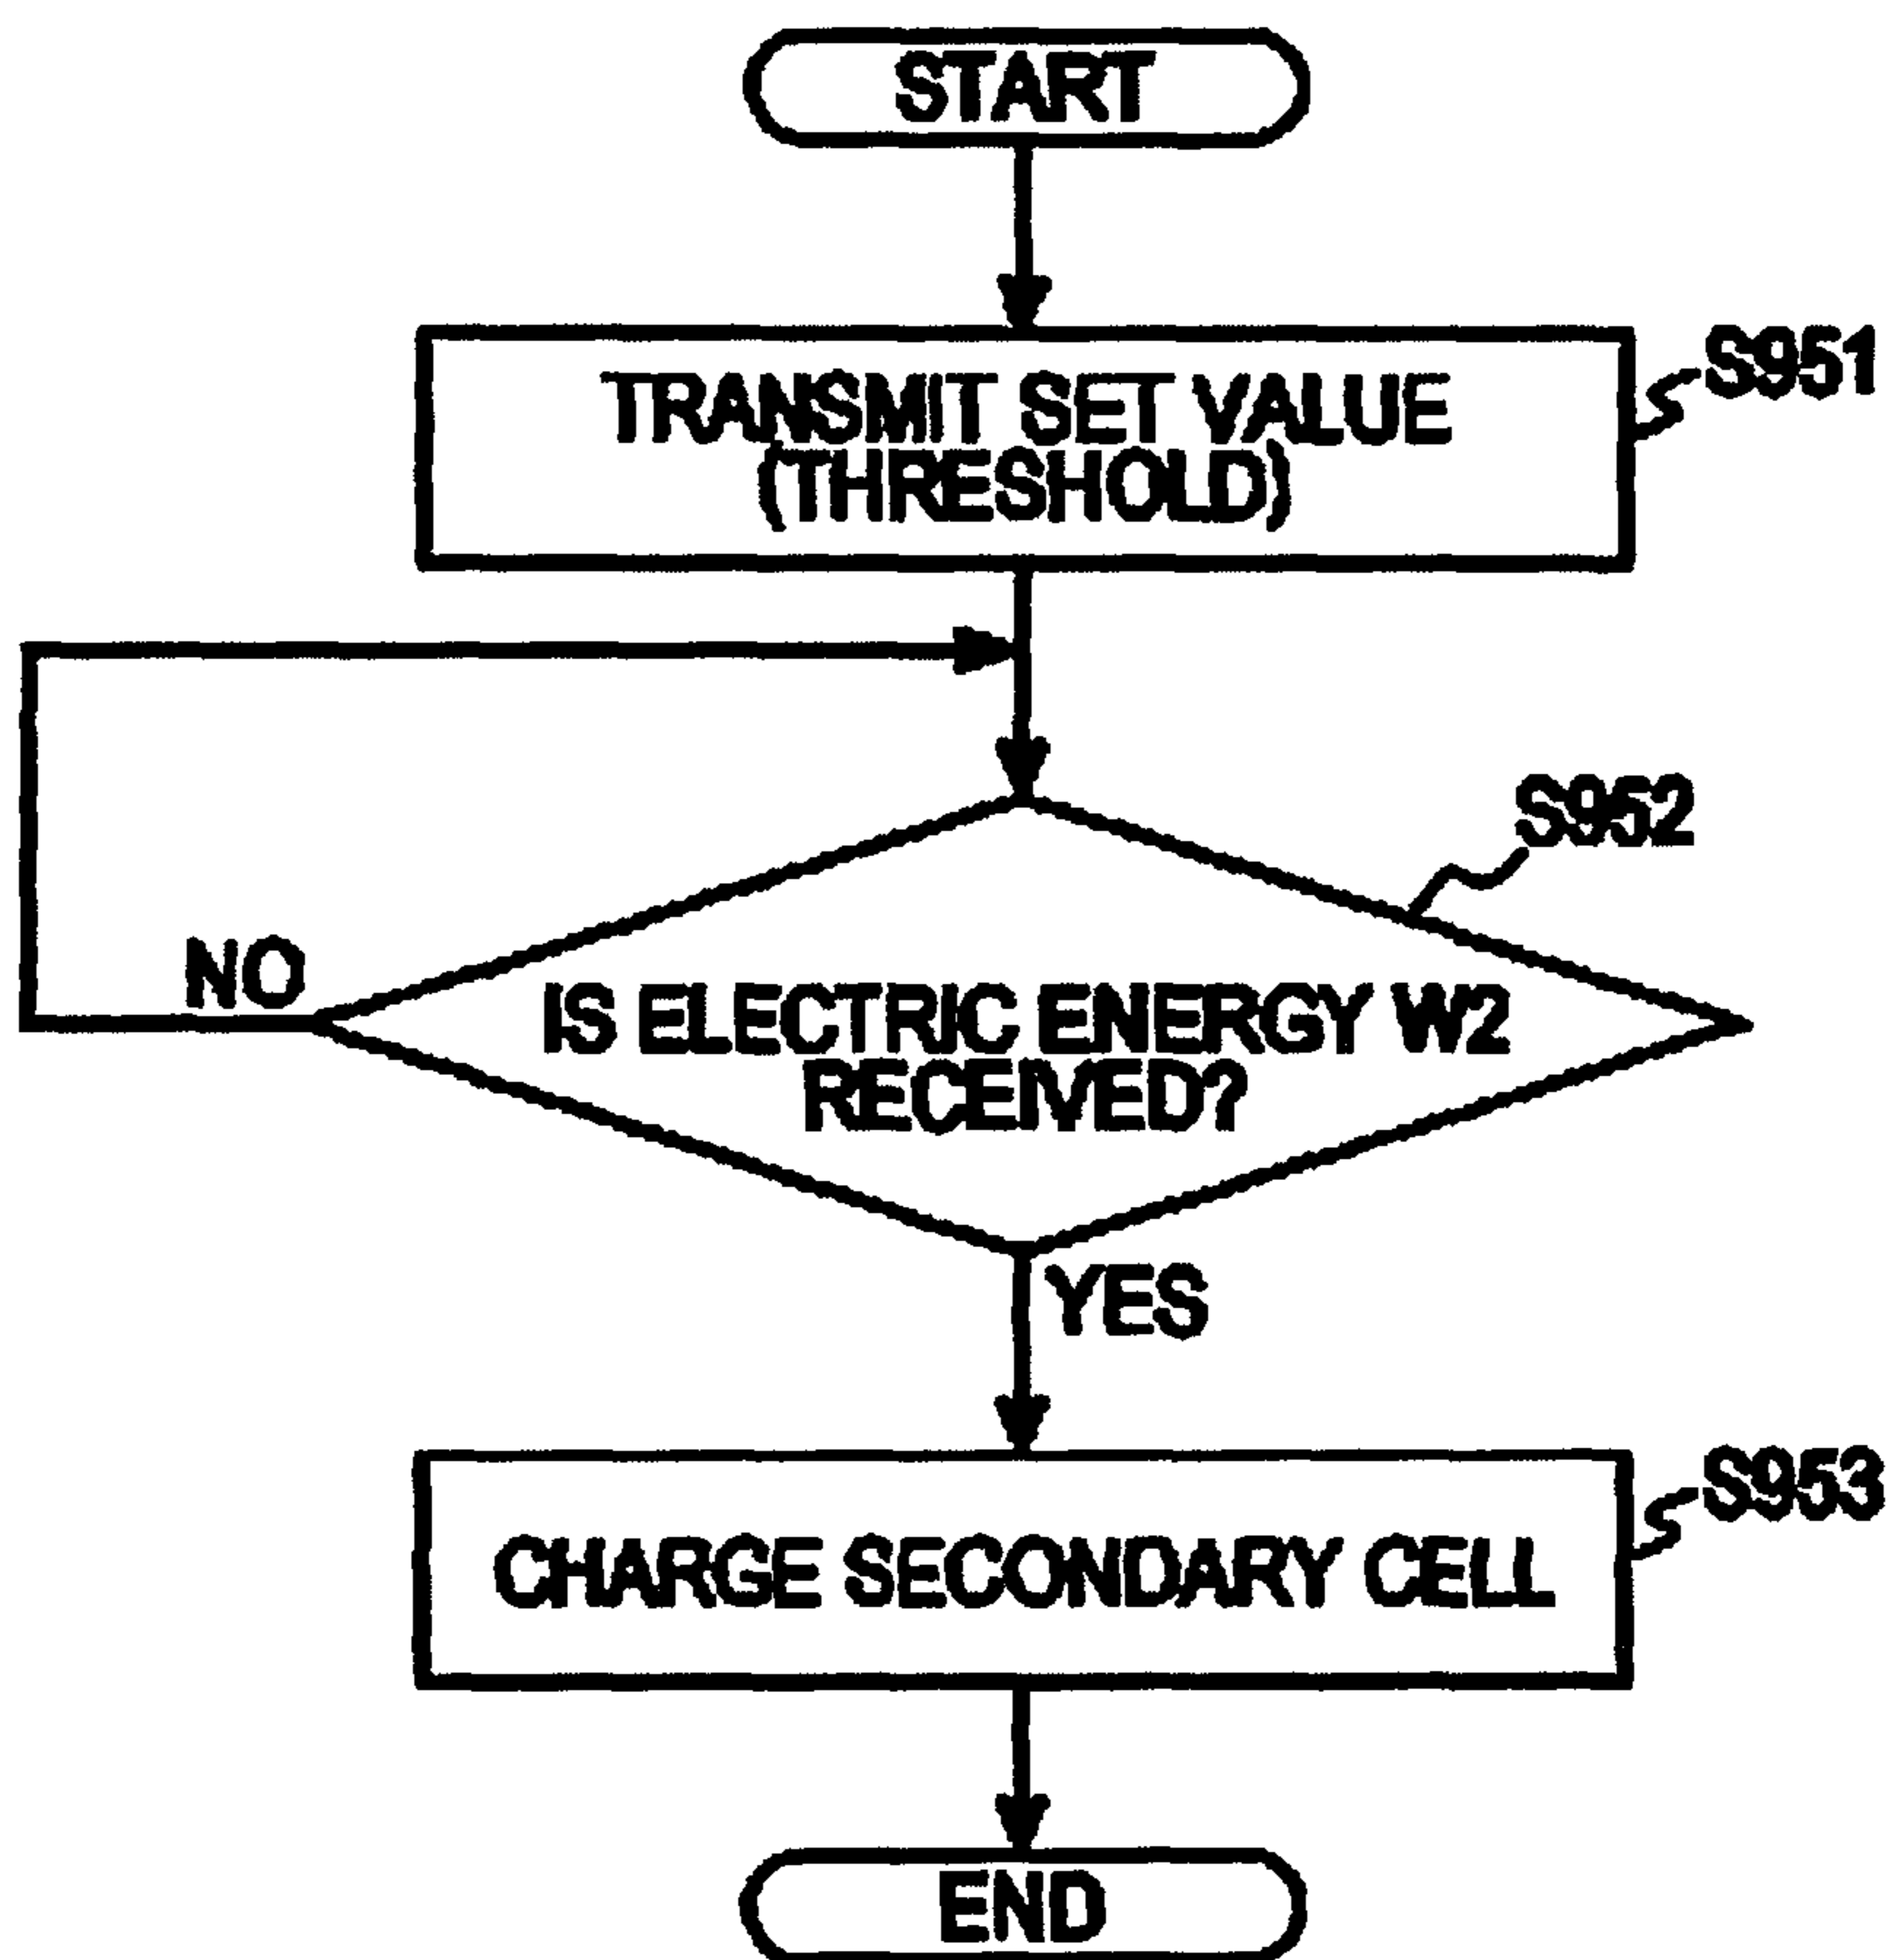 START
TRANSMIT SET VALUE
(THRESHOLD)
S951
S952
NO
IS ELECTRIC ENERGY W2
RECEIVED?
YES
CHARGE SECONDARY CELL
S953
END